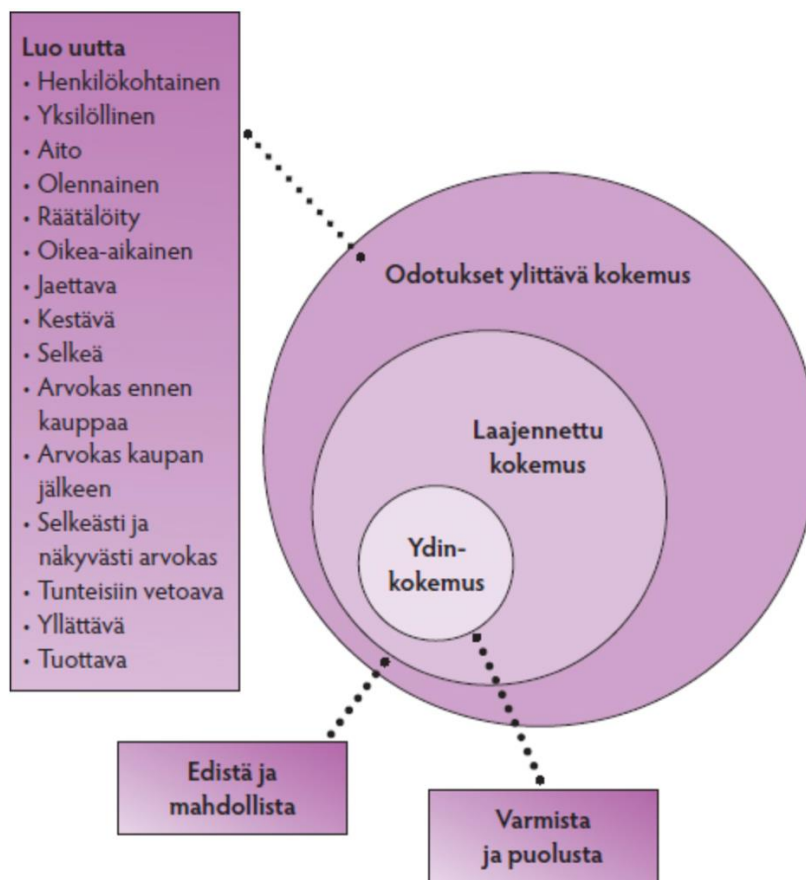 Luo uutta
• Henkilökohtainen
• Yksilöllinen
• Aito
• Olennainen
• Räätälöity
• Oikea-aikainen
• Jaettava
• Kestävä
• Selkeä
• Arvokas ennen
kauppaa
• Arvokas kaupan
jälkeen
• Selkeästi ja
näkyvästi arvokas
• Tunteisiin vetoava
• Yllättävä
• Tuottava
Odotukset ylittävä kokemus
Laajennettu
kokemus
Ydin-
kokemus
Edistä ja
mahdollista
Varmista
ja puolusta